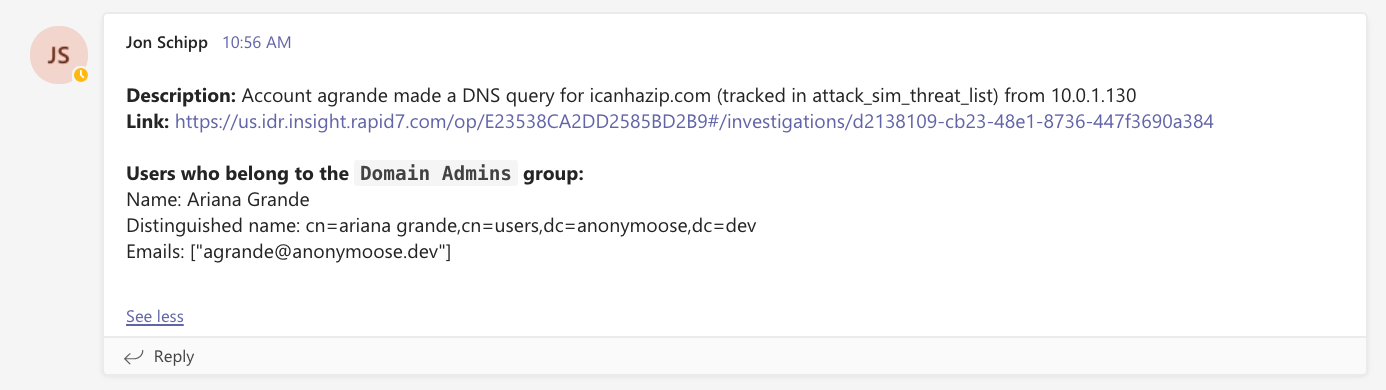 JS
Jon Schipp 10:56 AM
Description: Account agrande made a DNS query for icanhazip.com (tracked in attack_sim_threat_list) from 10.0.1.130
Link: https://us.idr.insight.rapid7.com/op/E23538CA2DD2585BD2B9#/investigations/d2138109-cb23-48e1-8736-447f3690a384
Users who belong to the Domain Admins group:
Name: Ariana Grande
Distinguished name: cn=ariana grande,cn=users,dc=anonymoose,dc=dev
Emails: ["agrande@anonymoose.dev"]
See less
Reply